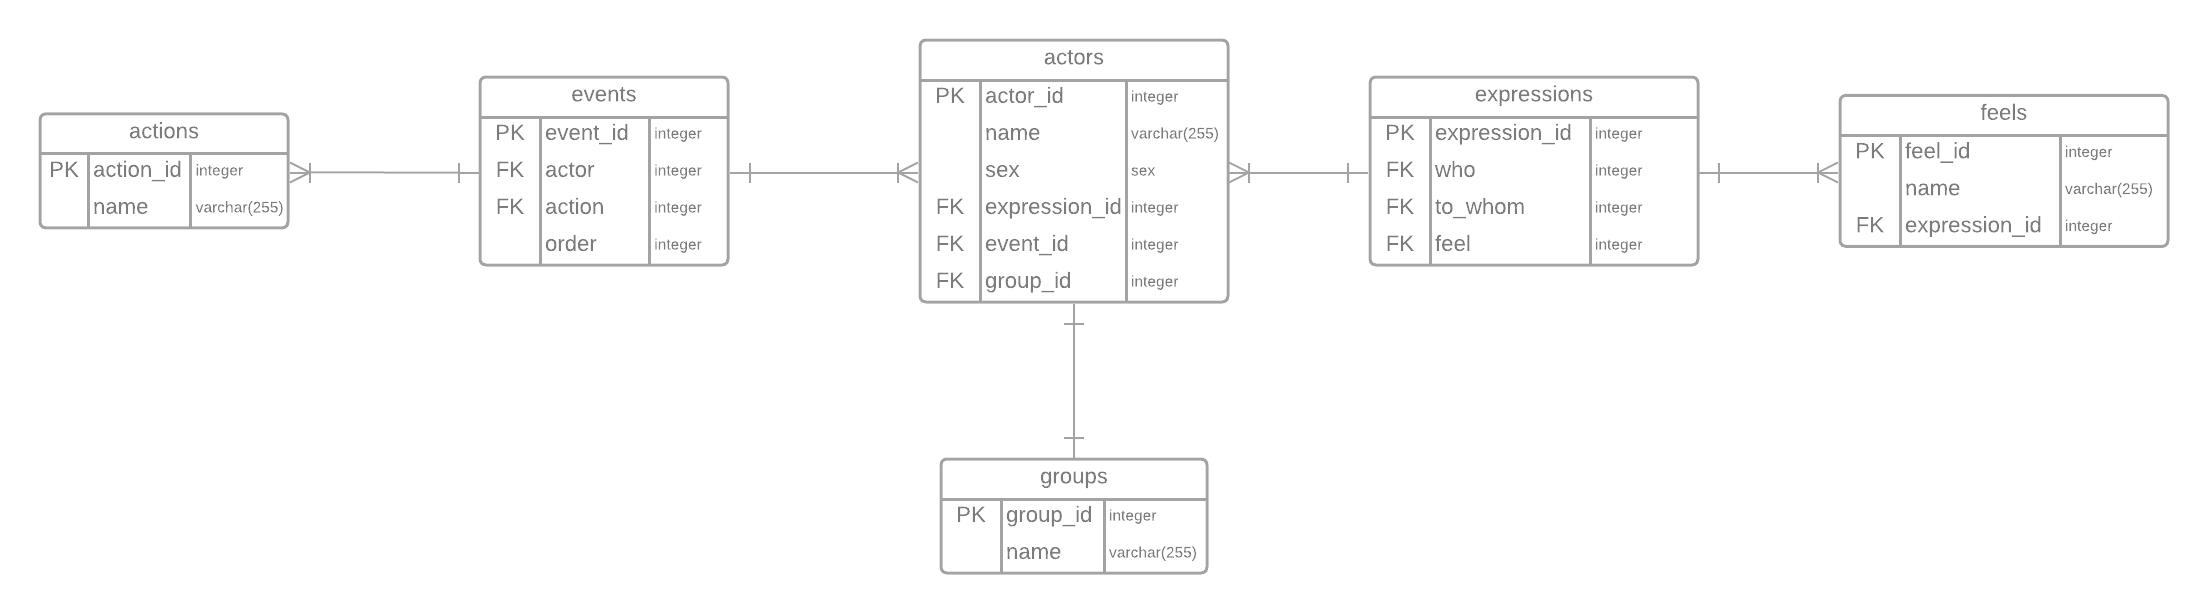 actions
PK action_id integer
name varchar(255)
events
PK event_id integer
FK actor integer
FK action integer
order integer
actors
PK actor_id integer
name varchar(255)
sex sex
FK expression_id integer
FK event_id integer
FK group_id integer
expressions
PK expression_id integer
FK who integer
FK to_whom integer
FK feel integer
feels
PK feel_id integer
name varchar(255)
FK expression_id integer
groups
PK group_id integer
name varchar(255)